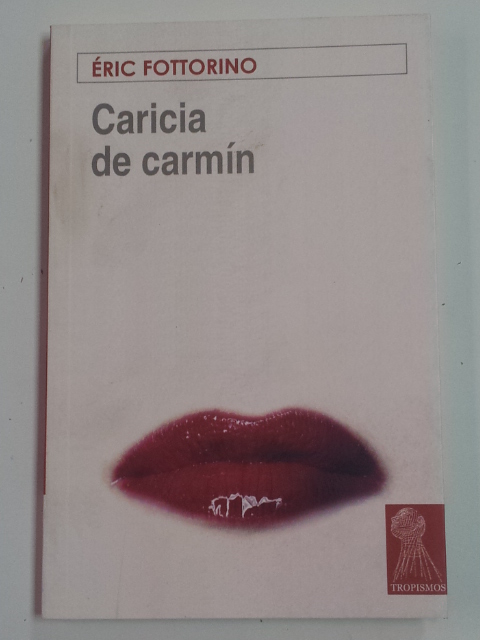 ÉRIC FOTTORINO
Caricia
de carmín
TROPISMOS